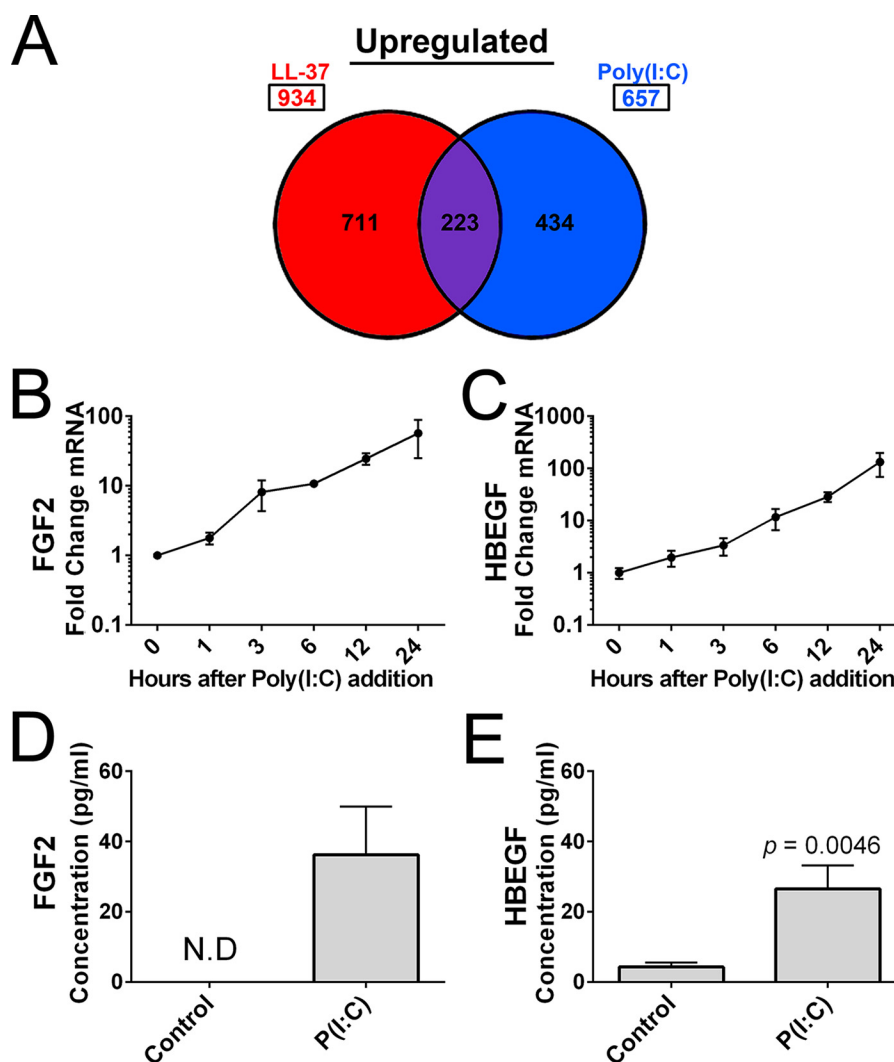 A
Upregulated
LL-37
934
Poly(I:C)
657
711
223
434
B
FGF2
Fold Change mRNA
100
10
1
0.1
0
1
3
6
12
24
Hours after Poly(I:C) addition
C
HBEGF
Fold Change mRNA
1000
100
10
1
0.1
0
1
3
6
12
24
Hours after Poly(I:C) addition
D
FGF2
Concentration (pg/ml)
60
40
20
0
N.D
Control
P(I:C)
E
HBEGF
Concentration (pg/ml)
60
40
20
0
p = 0.0046
Control
P(I:C)